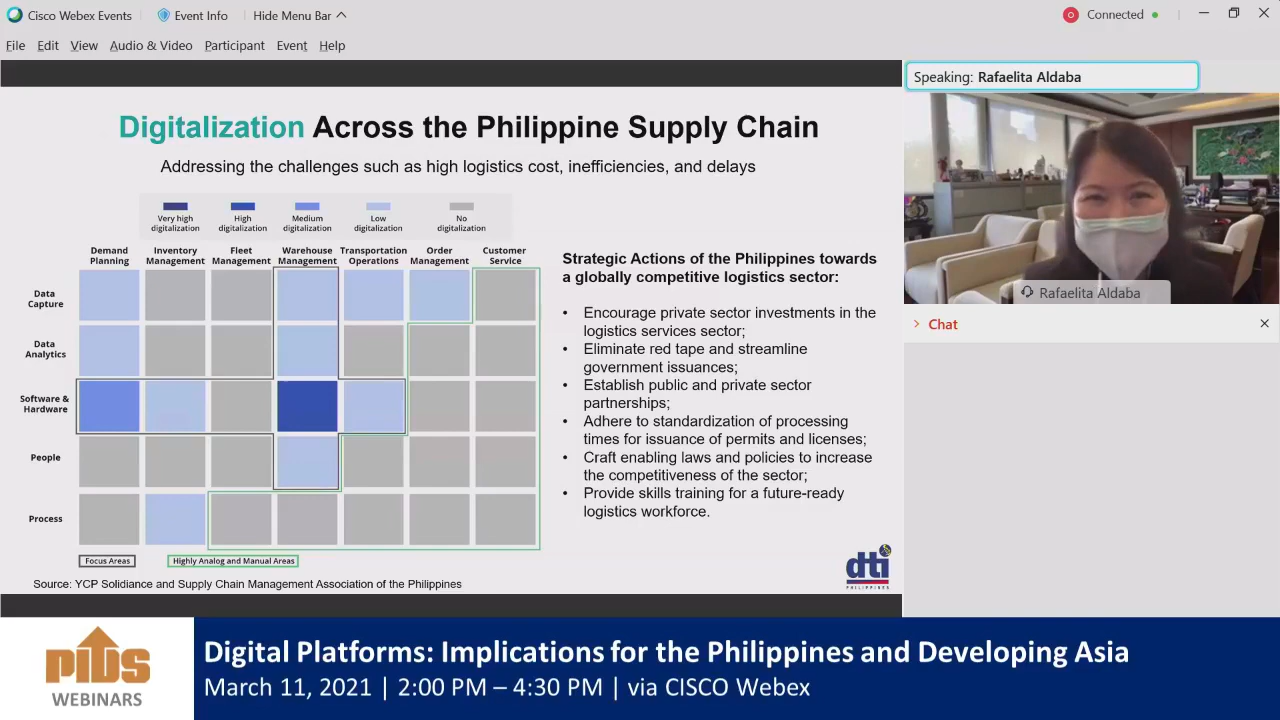 Cisco Webex Events
Event Info
Hide Menu Bar
Connected
File Edit View Audio & Video Participant Event Help
Speaking: Rafaelita Aldaba
Rafaelita Aldaba
Chat
Digitalization Across the Philippine Supply Chain
Addressing the challenges such as high logistics cost, inefficiencies, and delays
Very high
digitalization
High
digitalization
Medium
digitalization
Low
digitalization
No
digitalization
Demand
Planning
Inventory
Management
Fleet
Management
Warehouse
Management
Transportation
Operations
Order
Management
Customer
Service
Data
Capture
Data
Analytics
Software &
Hardware
People
Process
Focus Areas
Highly Analog and Manual Areas
Source: YCP Solidiance and Supply Chain Management Association of the Philippines
Strategic Actions of the Philippines towards
a globally competitive logistics sector:
• Encourage private sector investments in the
logistics services sector;
• Eliminate red tape and streamline
government issuances;
• Establish public and private sector
partnerships;
• Adhere to standardization of processing
times for issuance of permits and licenses;
• Craft enabling laws and policies to increase
the competitiveness of the sector;
• Provide skills training for a future-ready
logistics workforce.
dti
PHILIPPINES
pids
WEBINARS
Digital Platforms: Implications for the Philippines and Developing Asia
March 11, 2021 | 2:00 PM – 4:30 PM | via CISCO Webex